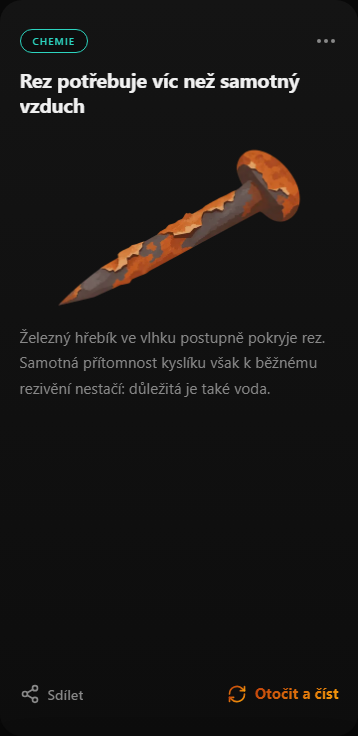 CHEMIE
Rez potřebuje víc než samotný
vzduch
Železný hřebík ve vlhku postupně pokryje rez.
Samotná přítomnost kyslíku však k běžnému
rezivění nestačí: důležitá je také voda.
Sdílet
Otočit a číst